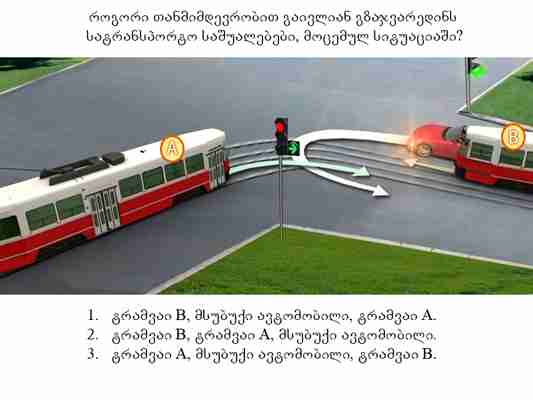 როგორი თანმიმდევრობით გაივლიან გზაჯვარედინს
სატრანსპორტო საშუალებები, მოცემულ სიტუაციაში?
A
B
1. ტრამვაი B, მსუბუქი ავტომობილი, ტრამვაი A.
2. ტრამვაი B, ტრამვაი A, მსუბუქი ავტომობილი.
3. ტრამვაი A, მსუბუქი ავტომობილი, ტრამვაი B.